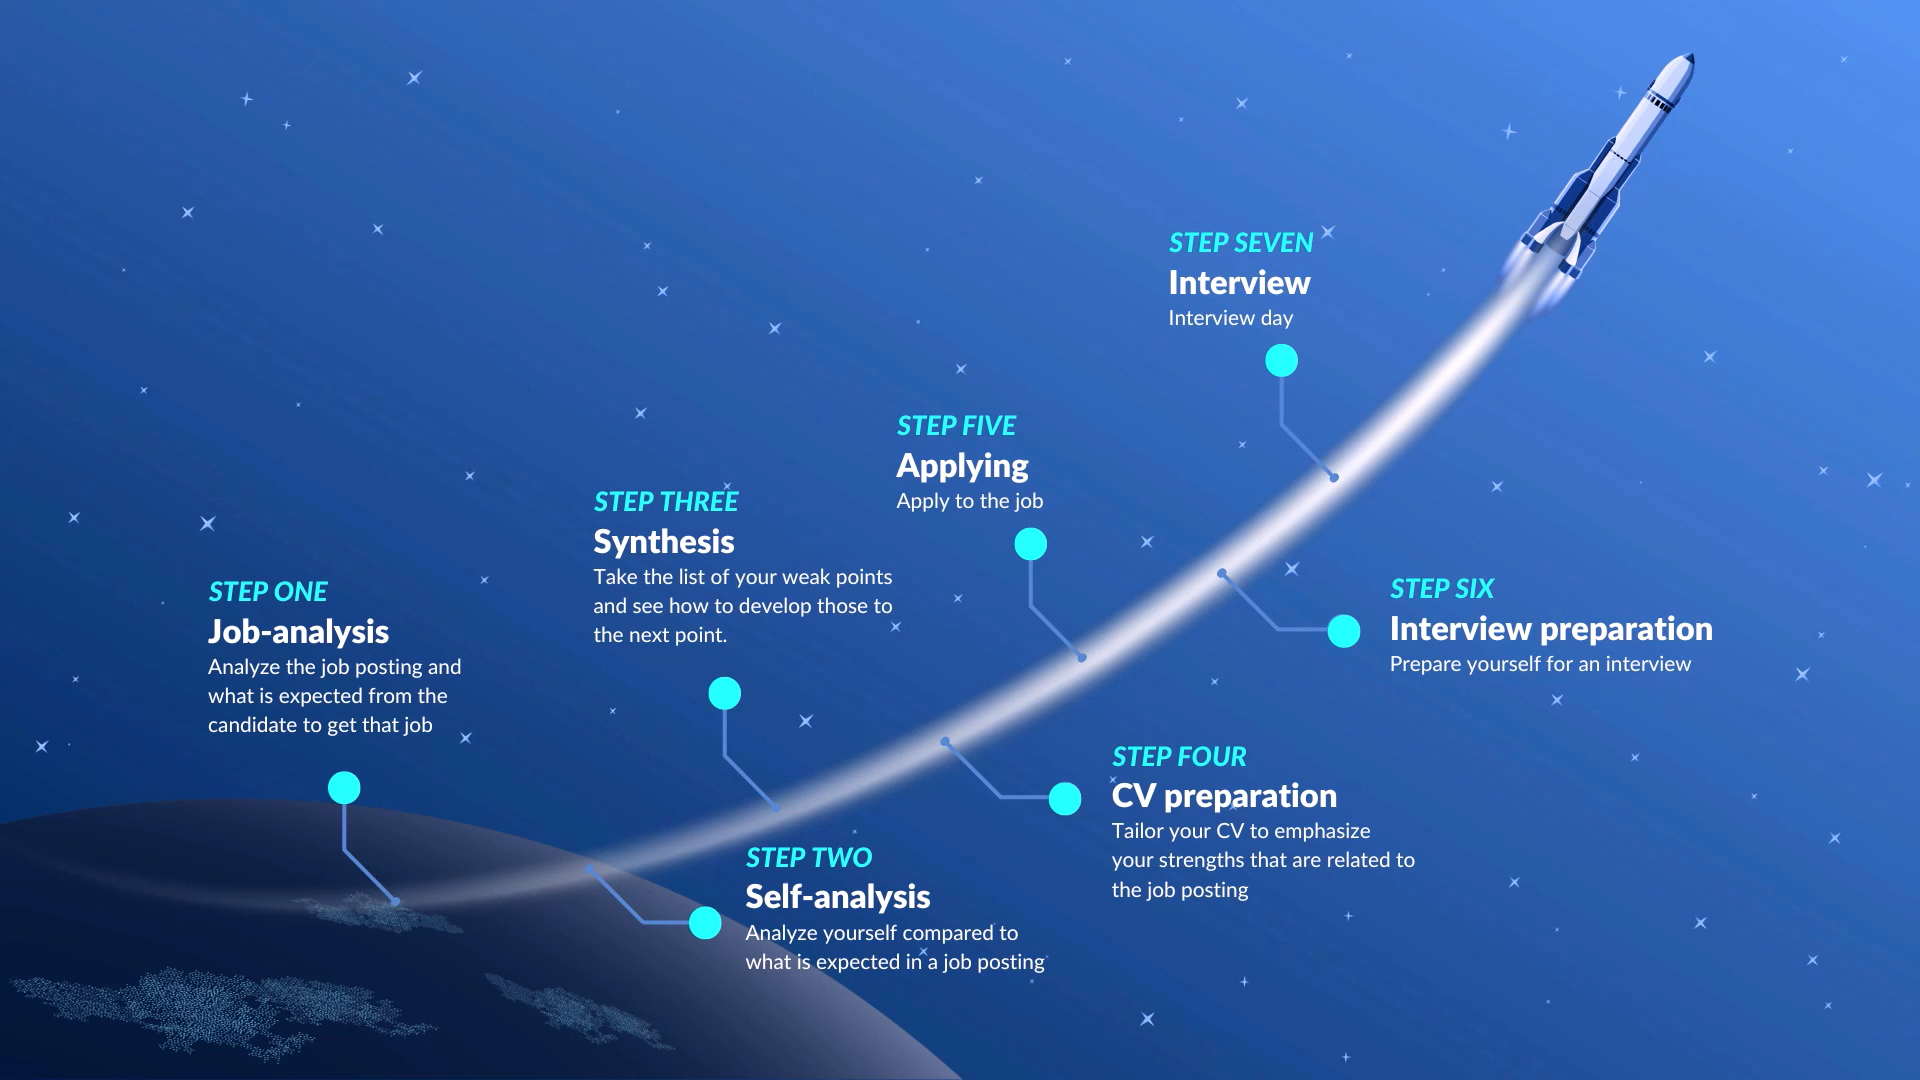 STEP ONE
Job-analysis
Analyze the job posting and
what is expected from the
candidate to get that job
STEP TWO
Self-analysis
Analyze yourself compared to
what is expected in a job posting
STEP THREE
Synthesis
Take the list of your weak points
and see how to develop those to
the next point.
STEP FOUR
CV preparation
Tailor your CV to emphasize
your strengths that are related to
the job posting
STEP FIVE
Applying
Apply to the job
STEP SIX
Interview preparation
Prepare yourself for an interview
STEP SEVEN
Interview
Interview day